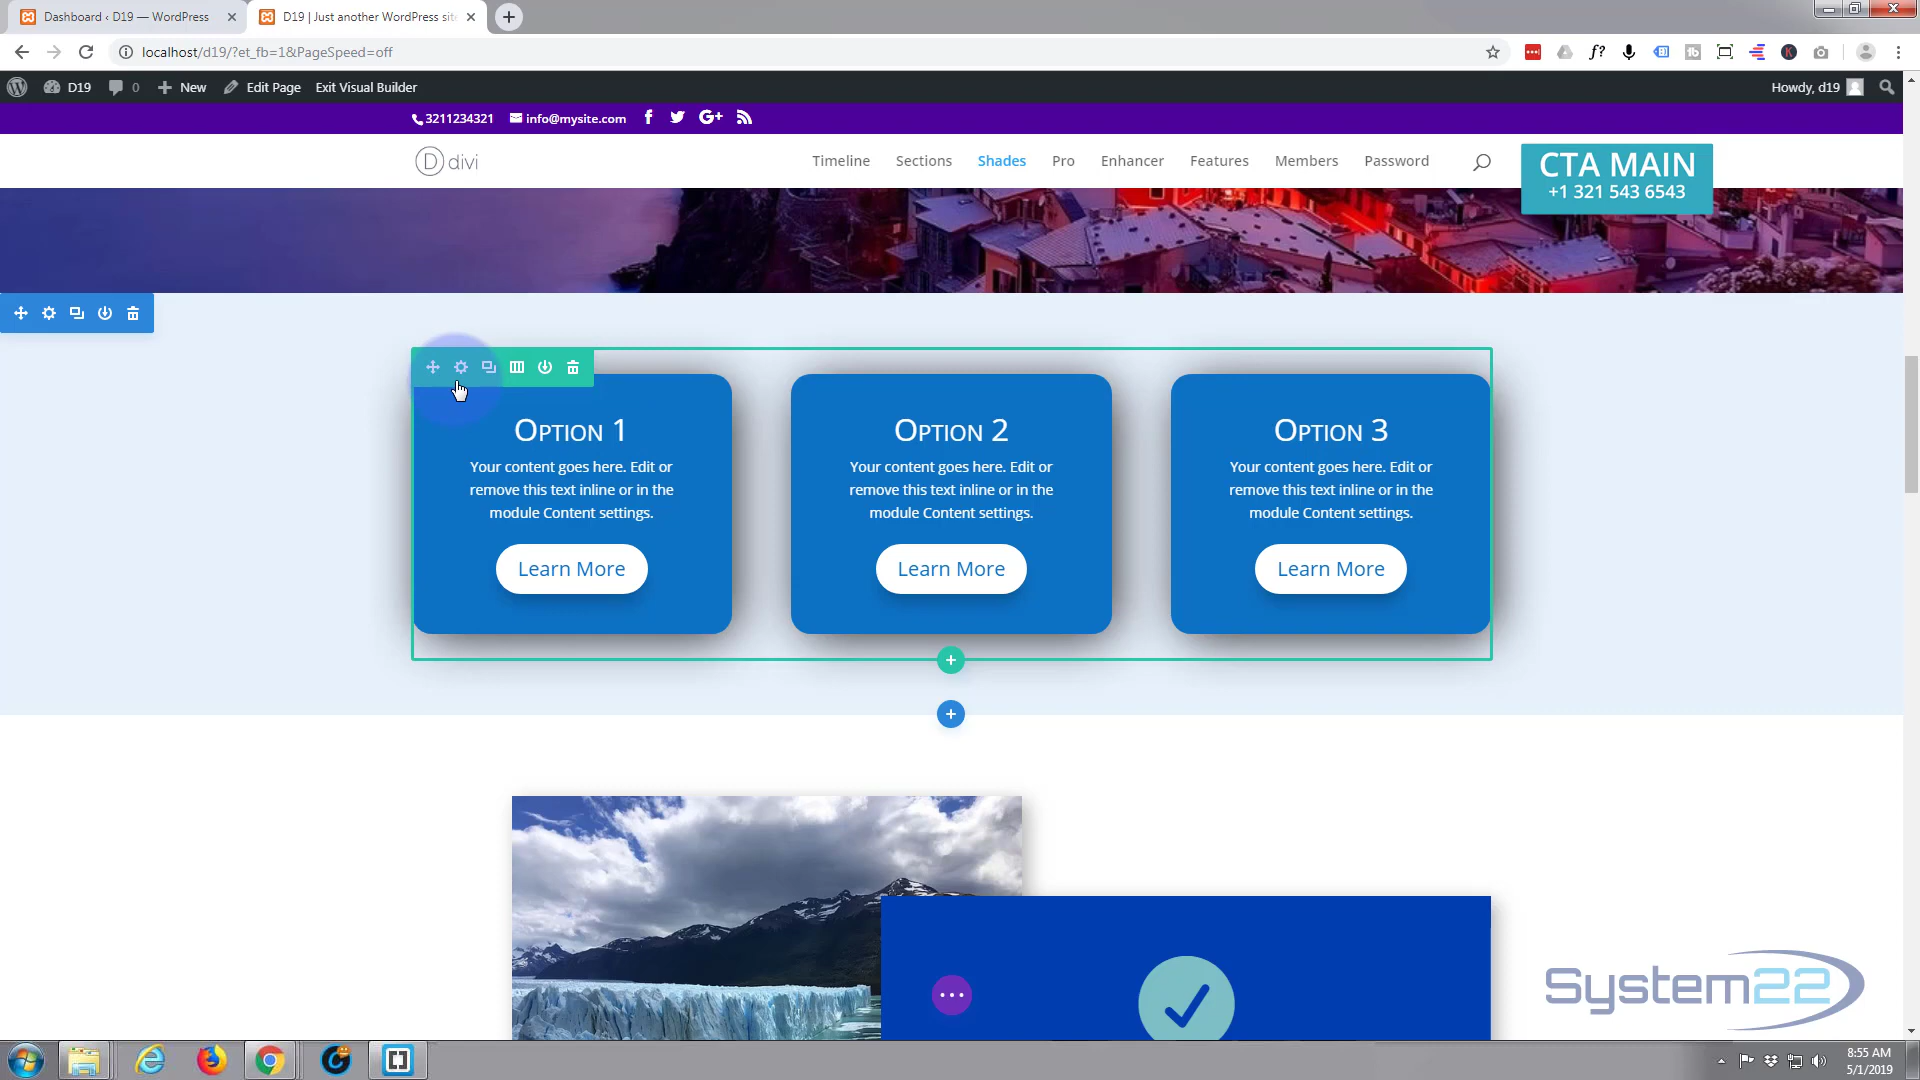 Dashboard ‹ D19 — WordPress
D19 | Just another WordPress site
localhost/d19/?et_fb=1&PageSpeed=off
D19
0
New
Edit Page
Exit Visual Builder
Howdy, d19
3211234321
info@mysite.com
divi
Timeline
Sections
Shades
Pro
Enhancer
Features
Members
Password
CTA MAIN
+1 321 543 6543
Option 1
Your content goes here. Edit or
remove this text inline or in the
module Content settings.
Learn More
Option 2
Your content goes here. Edit or
remove this text inline or in the
module Content settings.
Learn More
Option 3
Your content goes here. Edit or
remove this text inline or in the
module Content settings.
Learn More
System22
8:55 AM
5/1/2019